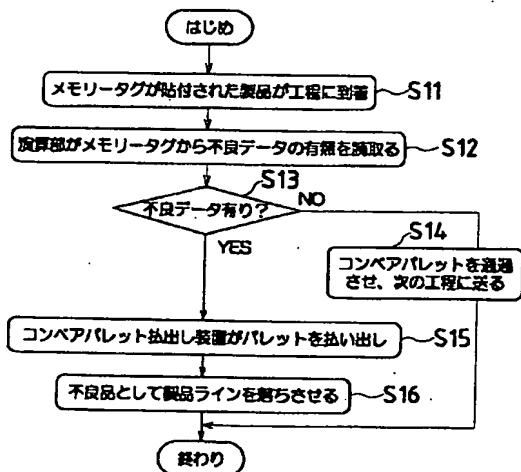 はじめ
メモリータグが貼付された製品が工程に到着
S11
演算部がメモリータグから不良データの有無を読取る
S12
S13
不良データ有り?
NO
YES
S14
コンベアパレットを通過
させ、次の工程に送る
コンベアパレット払出し装置がパレットを払い出し
S15
不良品として製品ラインを落ちさせる
S16
終わり